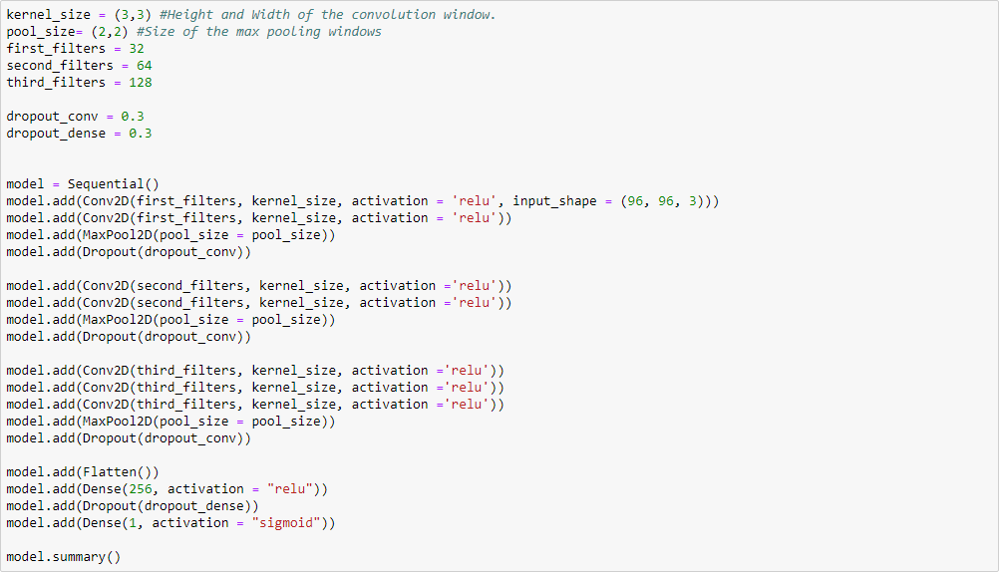 kernel_size = (3,3) #Height and Width of the convolution window.
pool_size= (2,2) #Size of the max pooling windows
first_filters = 32
second_filters = 64
third_filters = 128
dropout_conv = 0.3
dropout_dense = 0.3
model = Sequential()
model.add(Conv2D(first_filters, kernel_size, activation = 'relu', input_shape = (96, 96, 3)))
model.add(Conv2D(first_filters, kernel_size, activation = 'relu'))
model.add(MaxPool2D(pool_size = pool_size))
model.add(Dropout(dropout_conv))
model.add(Conv2D(second_filters, kernel_size, activation ='relu'))
model.add(Conv2D(second_filters, kernel_size, activation ='relu'))
model.add(MaxPool2D(pool_size = pool_size))
model.add(Dropout(dropout_conv))
model.add(Conv2D(third_filters, kernel_size, activation ='relu'))
model.add(Conv2D(third_filters, kernel_size, activation ='relu'))
model.add(Conv2D(third_filters, kernel_size, activation ='relu'))
model.add(MaxPool2D(pool_size = pool_size))
model.add(Dropout(dropout_conv))
model.add(Flatten())
model.add(Dense(256, activation = "relu"))
model.add(Dropout(dropout_dense))
model.add(Dense(1, activation = "sigmoid"))
model.summary()